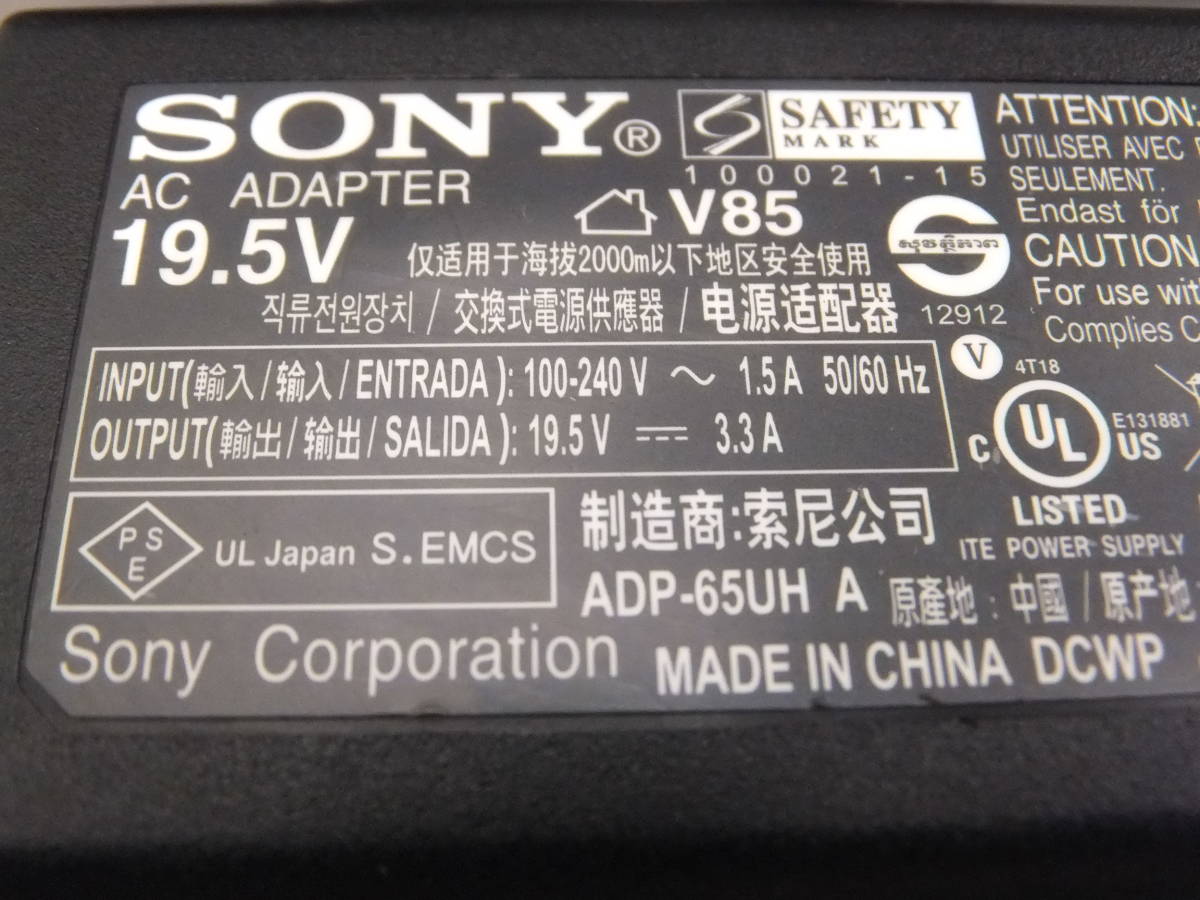 SONY®
AC ADAPTER
19.5V
SAFETY
MARK
100021-15
V85
仅适用于海拔2000m以下地区安全使用
직류전원장치 / 交換式電源供應器 / 电源适配器
12912
ATTENTION:
UTILISER AVEC
SEULEMENT.
Endast för
CAUTION
For use with
Complies
INPUT(輸入/输入/ENTRADA): 100-240 V ～ 1.5 A 50/60 Hz
OUTPUT(輸出/输出/SALIDA): 19.5 V ⎓ 3.3 A
V
4T18
C UL US
E131881
LISTED
ITE POWER SUPPLY
PSE
UL Japan S.EMCS
制造商:索尼公司
ADP-65UH A
原產地 : 中國 / 原产地
Sony Corporation
MADE IN CHINA DCWP